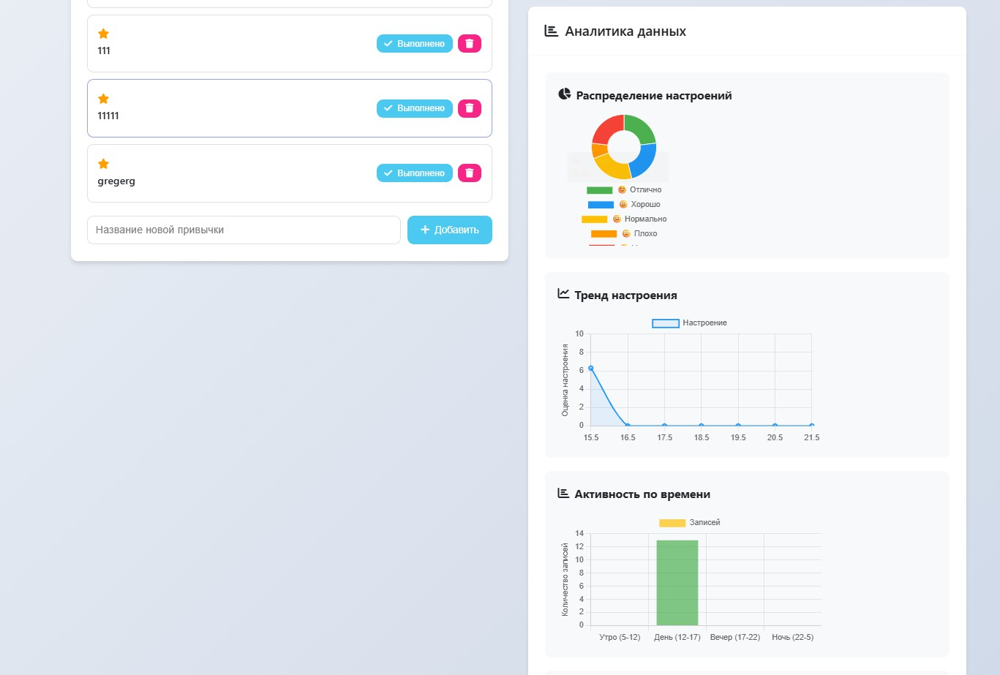 111
Выполнено
11111
Выполнено
gregerg
Выполнено
Название новой привычки
Добавить
Аналитика данных
Распределение настроений
Отлично
Хорошо
Нормально
Плохо
Тренд настроения
Настроение
Оценка настроения
10
8
6
4
2
0
15.5 16.5 17.5 18.5 19.5 20.5 21.5
Активность по времени
Записей
Количество записей
14
12
10
8
6
4
2
0
Утро (5-12) День (12-17) Вечер (17-22) Ночь (22-5)